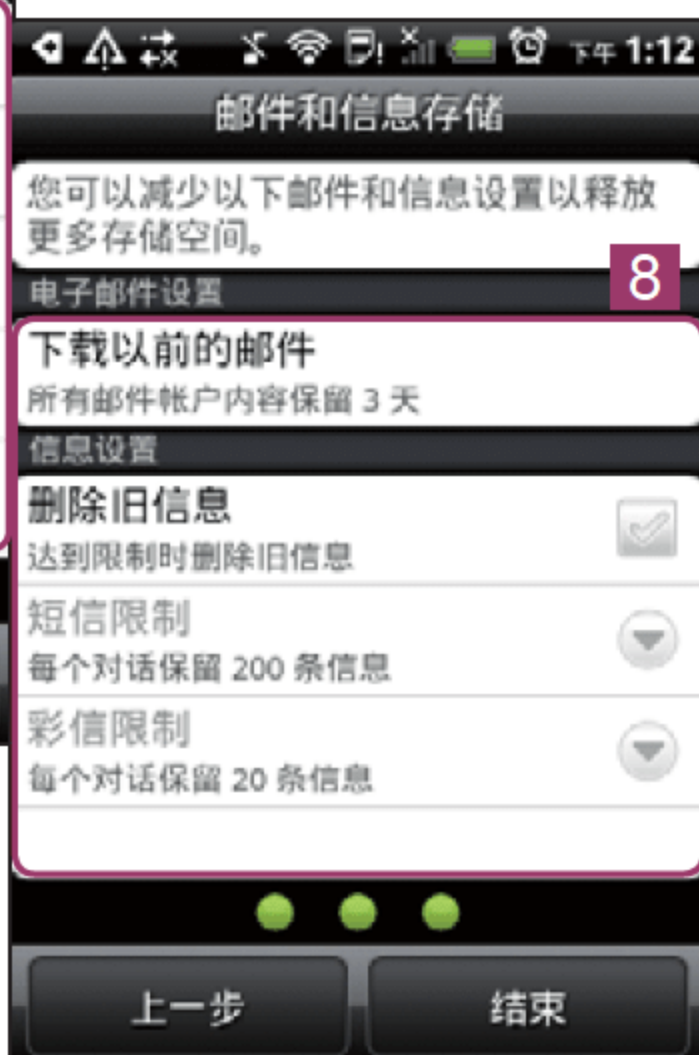 下午 1:12
邮件和信息存储
您可以减少以下邮件和信息设置以释放
更多存储空间。
8
电子邮件设置
下载以前的邮件
所有邮件帐户内容保留 3 天
信息设置
删除旧信息
达到限制时删除旧信息
短信限制
每个对话保留 200 条信息
彩信限制
每个对话保留 20 条信息
上一步
结束